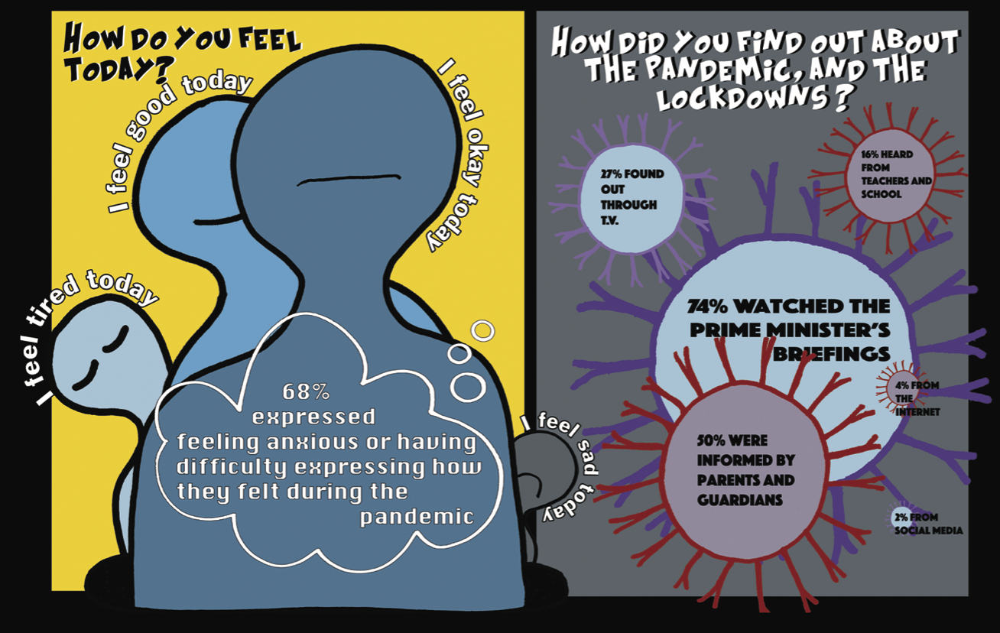 How do you feel
today?
I feel good today
I feel okay today
I feel tired today
68%
expressed
feeling anxious or having
difficulty expressing how
they felt during the
pandemic
I feel sad today
How did you find out about
the pandemic, and the
lockdowns?
27% found
out
through
T.V.
16% heard
from
teachers and
school
74% watched the
Prime Minister's
briefings
4% from
the
internet
50% were
informed by
parents and
guardians
2% from
social media